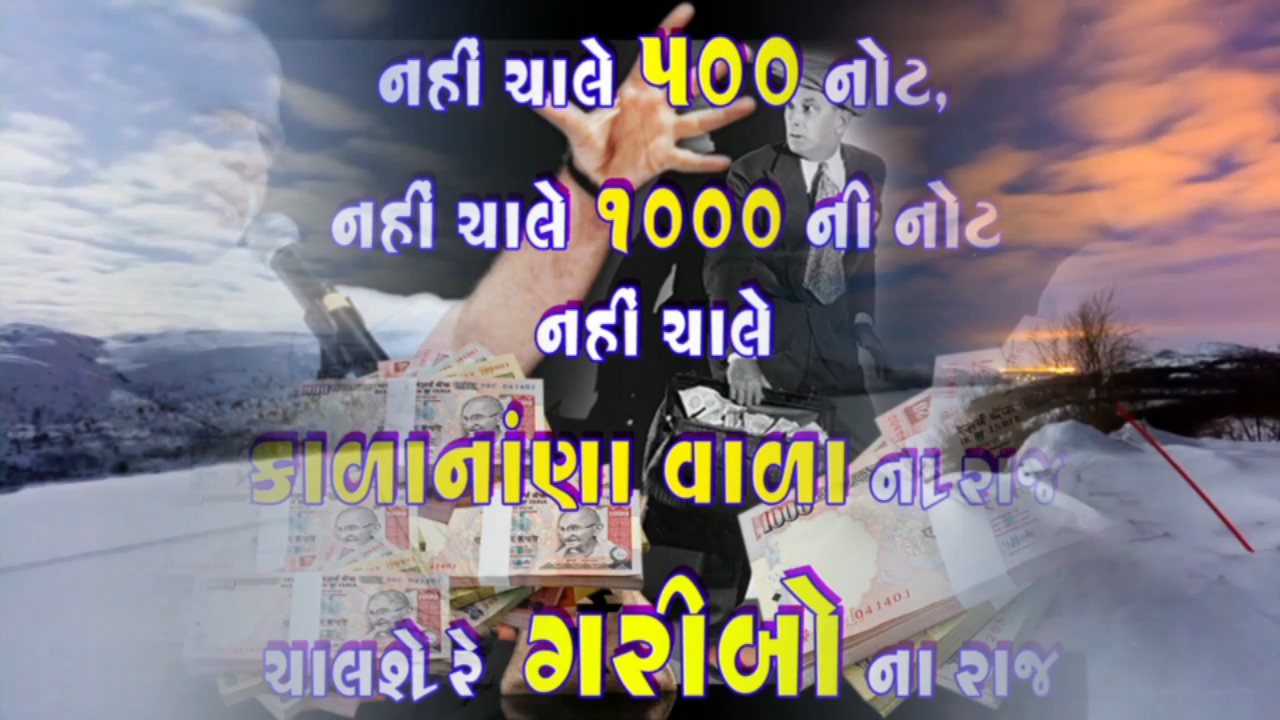 નહીં ચાલે ૫૦૦ નોટ,
નહીં ચાલે ૧૦૦૦ ની નોટ
નહીં ચાલે
કાળાનાંણા વાળા ના રાજ
ચાલશે રે ગરીબો ના રાજ